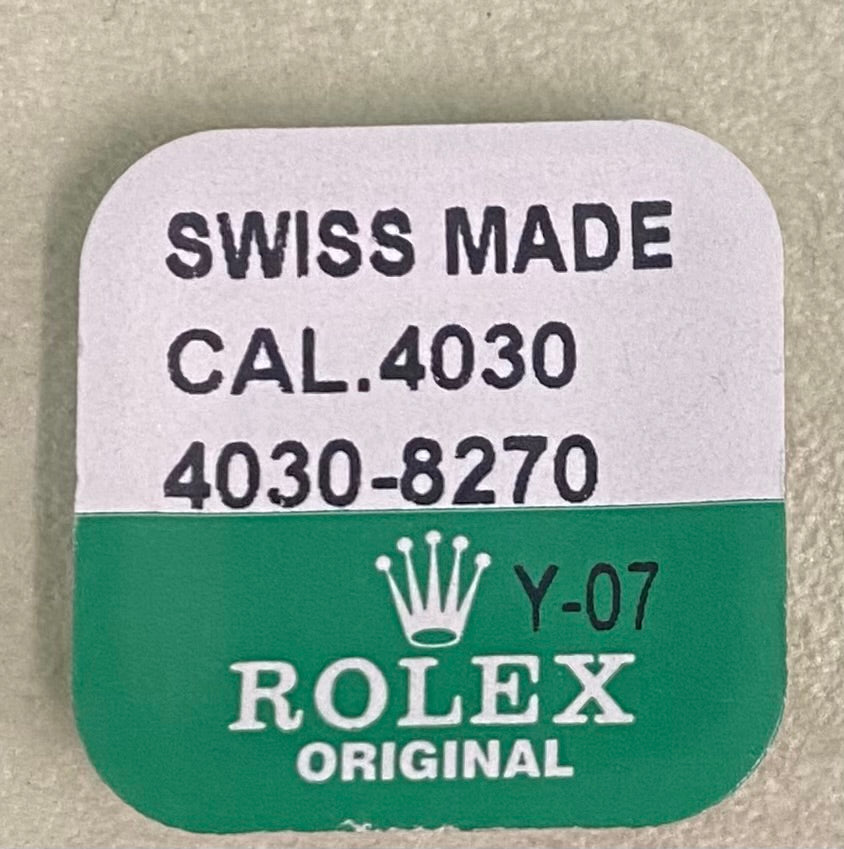 SWISS MADE
CAL.4030
4030-8270
Y-07
ROLEX
ORIGINAL